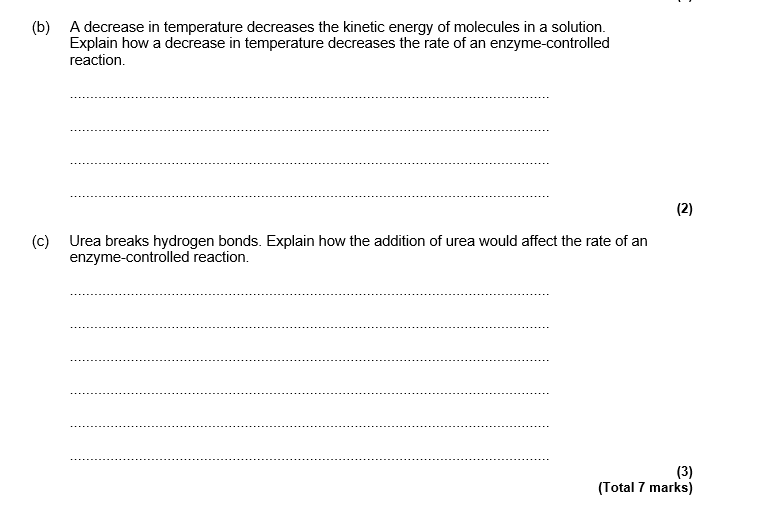 (b) A decrease in temperature decreases the kinetic energy of molecules in a solution.
Explain how a decrease in temperature decreases the rate of an enzyme-controlled
reaction.
(2)
(c) Urea breaks hydrogen bonds. Explain how the addition of urea would affect the rate of an
enzyme-controlled reaction.
(3)
(Total 7 marks)